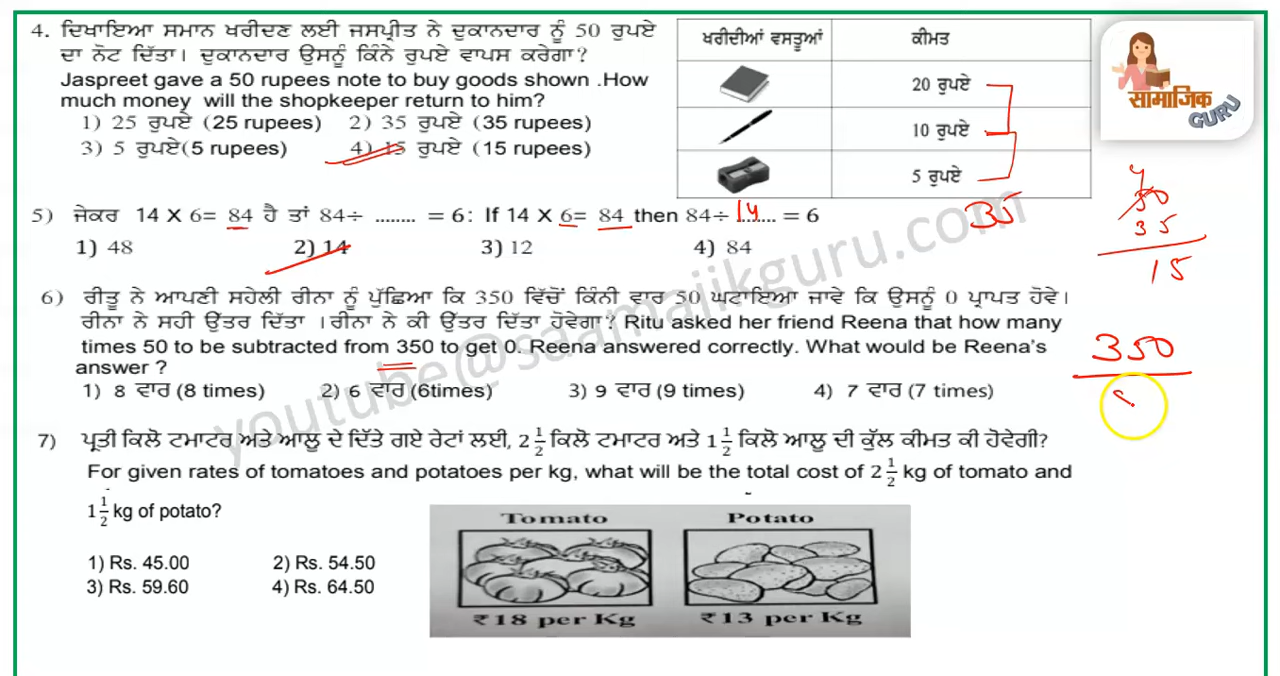 4. ਦਿਖਾਇਆ ਸਮਾਨ ਖਰੀਦਣ ਲਈ ਜਸਪ੍ਰੀਤ ਨੇ ਦੁਕਾਨਦਾਰ ਨੂੰ 50 ਰੁਪਏ
ਦਾ ਨੋਟ ਦਿੱਤਾ। ਦੁਕਾਨਦਾਰ ਉਸਨੂੰ ਕਿੰਨੇ ਰੁਪਏ ਵਾਪਸ ਕਰੇਗਾ?
Jaspreet gave a 50 rupees note to buy goods shown .How
much money will the shopkeeper return to him?
1) 25 ਰੁਪਏ (25 rupees) 2) 35 ਰੁਪਏ (35 rupees)
3) 5 ਰੁਪਏ(5 rupees) 4) 15 ਰੁਪਏ (15 rupees)
ਖਰੀਦੀਆਂ ਵਸਤੂਆਂ ਕੀਮਤ
20 ਰੁਪਏ
10 ਰੁਪਏ
5 ਰੁਪਏ
35
सामाजिक
GURU
4
50
35
15
5) ਜੇਕਰ 14 X 6= 84 ਹੈ ਤਾਂ 84÷ ........ = 6: If 14 X 6= 84 then 84÷ 14 ........ = 6
1) 48 2) 14 3) 12 4) 84
6) ਰੀਤੂ ਨੇ ਆਪਣੀ ਸਹੇਲੀ ਰੀਨਾ ਨੂੰ ਪੁੱਛਿਆ ਕਿ 350 ਵਿੱਚੋਂ ਕਿੰਨੀ ਵਾਰ 50 ਘਟਾਇਆ ਜਾਵੇ ਕਿ ਉਸਨੂੰ 0 ਪ੍ਰਾਪਤ ਹੋਵੇ।
ਰੀਨਾ ਨੇ ਸਹੀ ਉੱਤਰ ਦਿੱਤਾ ।ਰੀਨਾ ਨੇ ਕੀ ਉੱਤਰ ਦਿੱਤਾ ਹੋਵੇਗਾ? Ritu asked her friend Reena that how many
times 50 to be subtracted from 350 to get 0. Reena answered correctly. What would be Reena's
answer ?
1) 8 ਵਾਰ (8 times) 2) 6 ਵਾਰ (6times) 3) 9 ਵਾਰ (9 times) 4) 7 ਵਾਰ (7 times)
350
7) ਪ੍ਰਤੀ ਕਿਲੋ ਟਮਾਟਰ ਅਤੇ ਆਲੂ ਦੇ ਦਿੱਤੇ ਗਏ ਰੇਟਾਂ ਲਈ, 2 1/2 ਕਿਲੋ ਟਮਾਟਰ ਅਤੇ 1 1/2 ਕਿਲੋ ਆਲੂ ਦੀ ਕੁੱਲ ਕੀਮਤ ਕੀ ਹੋਵੇਗੀ?
For given rates of tomatoes and potatoes per kg, what will be the total cost of 2 1/2 kg of tomato and
1 1/2 kg of potato?
1) Rs. 45.00 2) Rs. 54.50
3) Rs. 59.60 4) Rs. 64.50
Tomato Potato
₹18 per Kg ₹13 per Kg
youtube@saamajikguru.com